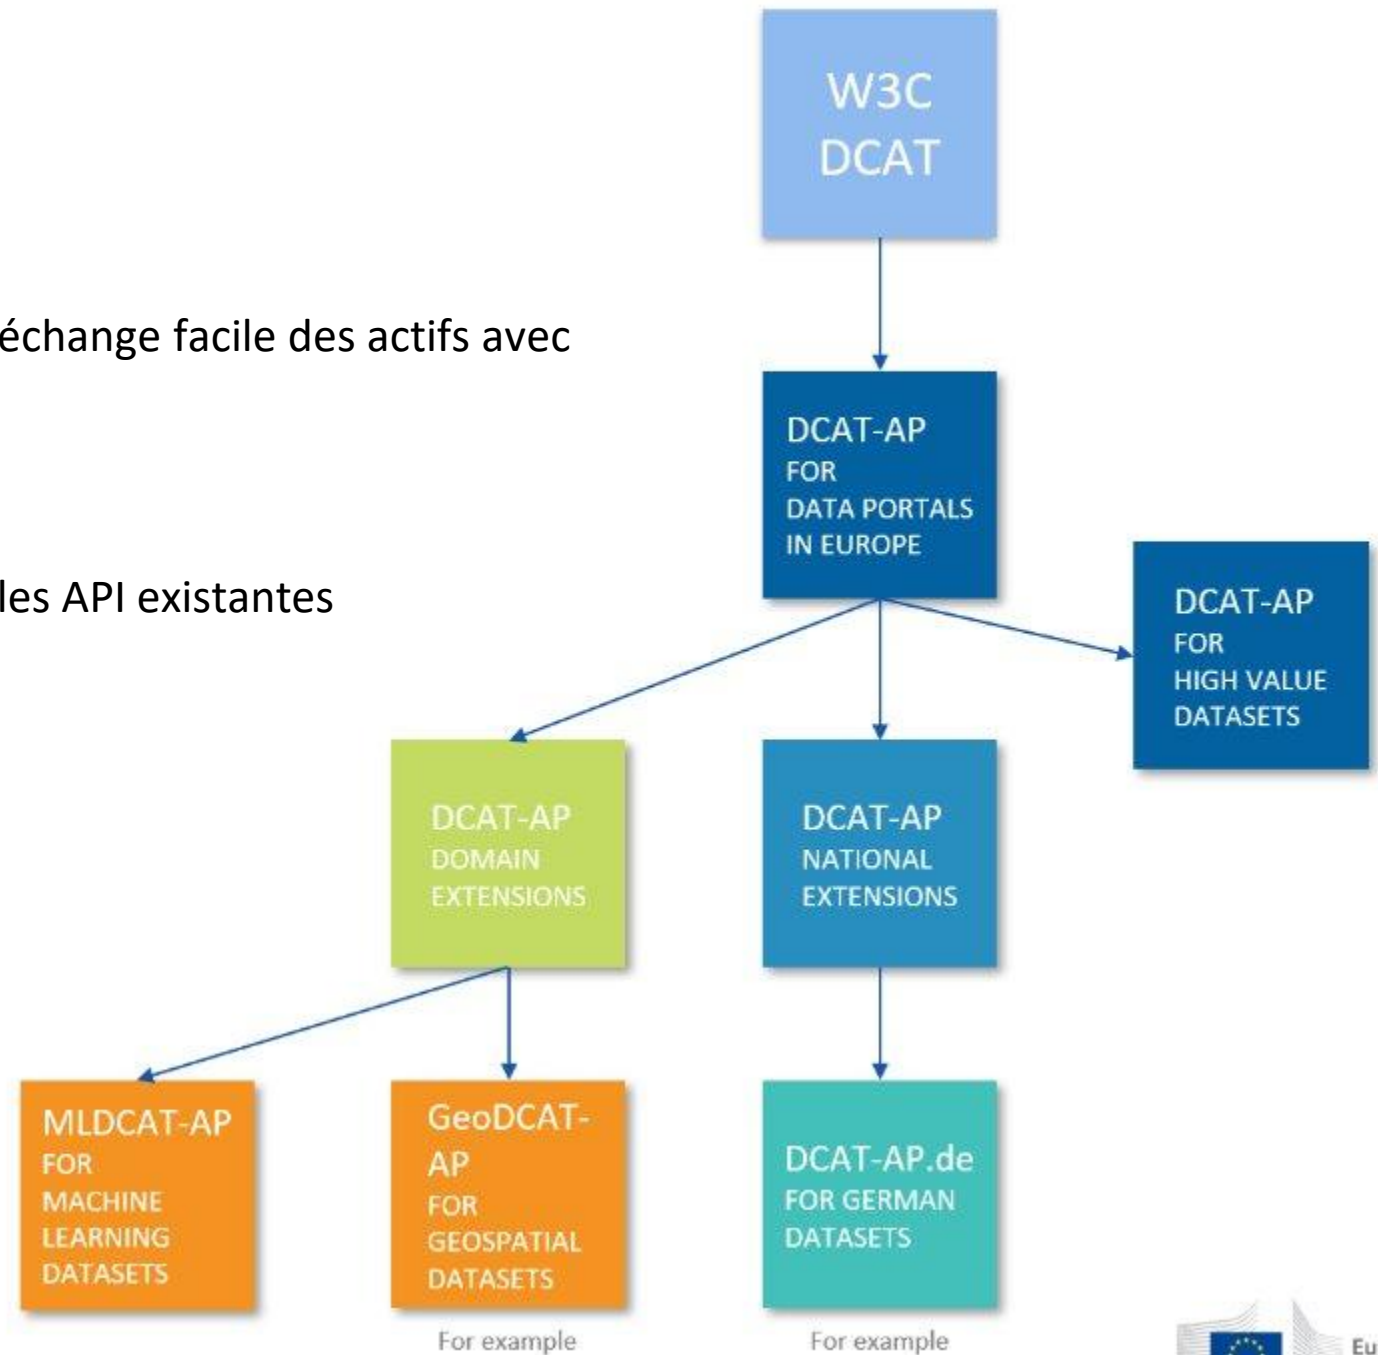 W3C
DCAT
échange facile des actifs avec
DCAT-AP
FOR
DATA PORTALS
IN EUROPE
les API existantes
DCAT-AP
FOR
HIGH VALUE
DATASETS
DCAT-AP
DOMAIN
EXTENSIONS
DCAT-AP
NATIONAL
EXTENSIONS
MLDCAT-AP
FOR
MACHINE
LEARNING
DATASETS
GeoDCAT-
AP
FOR
GEOSPATIAL
DATASETS
DCAT-AP.de
FOR GERMAN
DATASETS
For example
For example
Eu